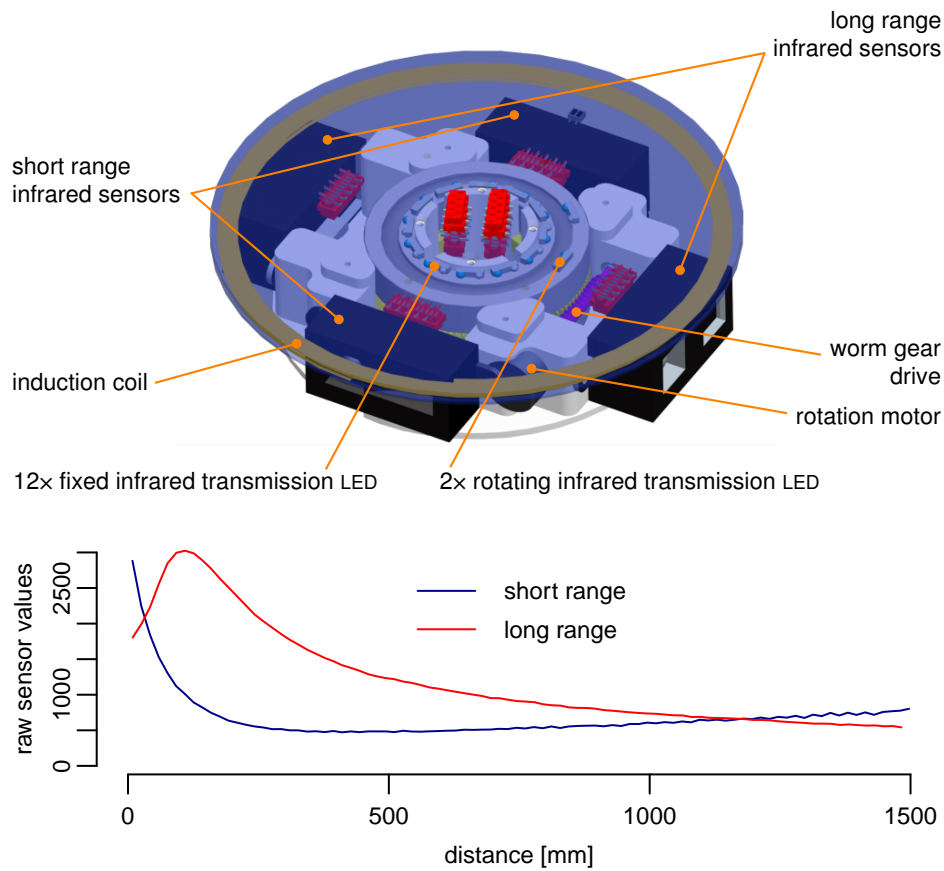 long range
infrared sensors
short range
infrared sensors
induction coil
worm gear
drive
rotation motor
12× fixed infrared transmission LED
2× rotating infrared transmission LED
raw sensor values
2500
1000
0
short range
long range
0
500
1000
1500
distance [mm]